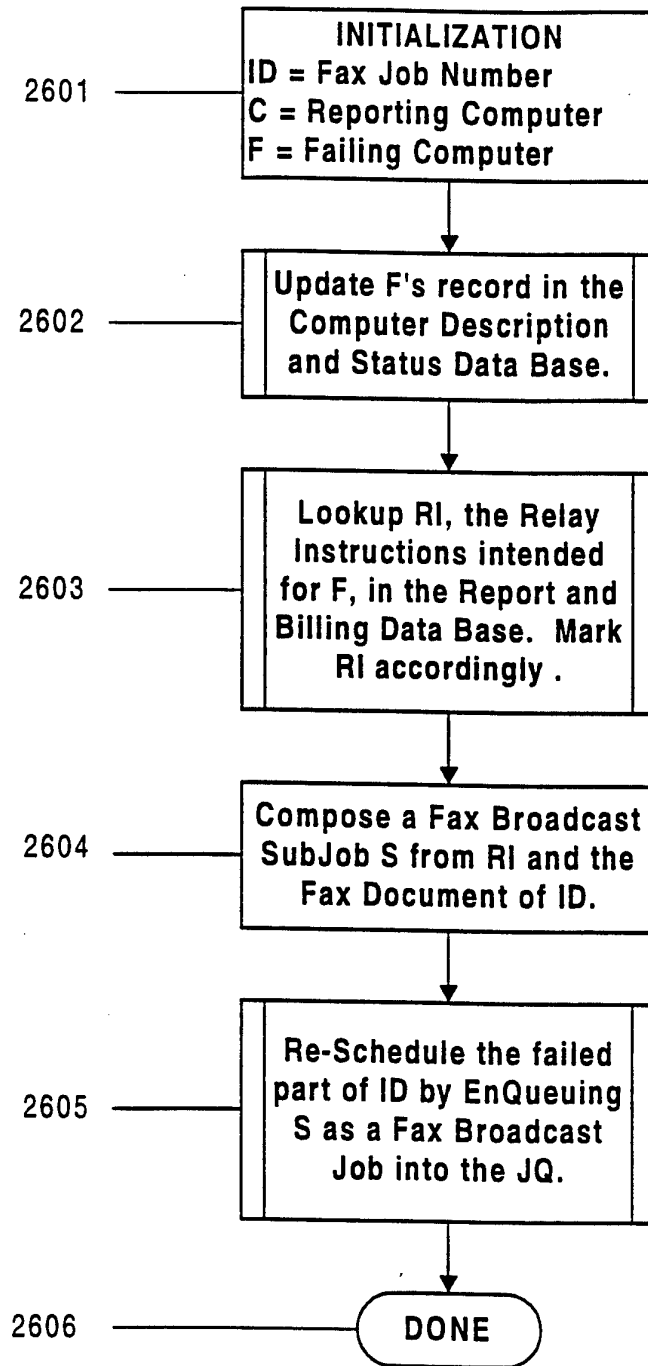 INITIALIZATION
2601
ID = Fax Job Number
C = Reporting Computer
F = Failing Computer
2602
Update F's record in the
Computer Description
and Status Data Base.
2603
Lookup RI, the Relay
Instructions intended
for F, in the Report and
Billing Data Base. Mark
RI accordingly .
2604
Compose a Fax Broadcast
SubJob S from RI and the
Fax Document of ID.
2605
Re-Schedule the failed
part of ID by EnQueuing
S as a Fax Broadcast
Job into the JQ.
2606
DONE